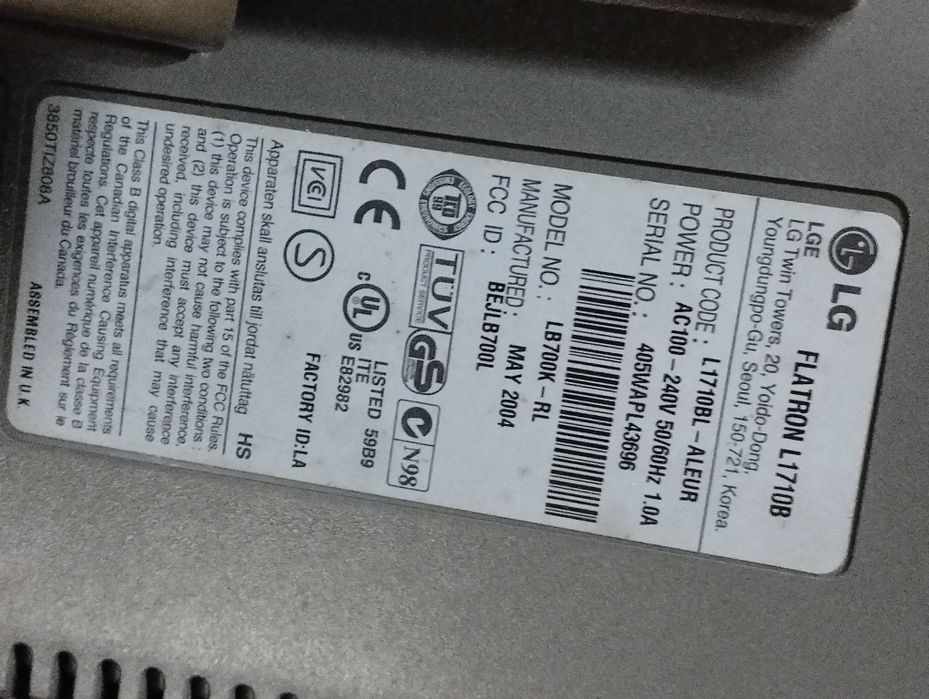 LG FLATRON L1710B
LGE
LG Twin Towers, 20, Yoido-Dong,
Youngdungpo-Gu, Seoul, 150-721, Korea.
PRODUCT CODE : L1710BL-ALEUR
POWER : AC100-240V 50/60Hz 1.0A
SERIAL NO. : 405WAPL43696
MODEL NO. : LB700K-RL
MANUFACTURED : MAY 2004
FCC ID : BEJLB700L
TCO 99
TÜV PRODUCT SERVICE GS N98
CE C UL US LISTED 59B9
ITE
E82982
VCI S FACTORY ID:LA
Apparaten skall anslutas till jordat nätuttag HS
This device complies with part 15 of the FCC Rules.
Operation is subject to the following two conditions :
(1) this device may not cause harmful interference,
and (2) this device must accept any interference
received, including interference that may cause
undesired operation.
This Class B digital apparatus meets all requirements
of the Canadian Interference Causing Equipment
Regulations. Cet appareil numérique de la classe B
respecte toutes les exigences du Règlement sur le
matériel brouilleur du Canada.
3850TIZ808A ASSEMBLED IN U.K.